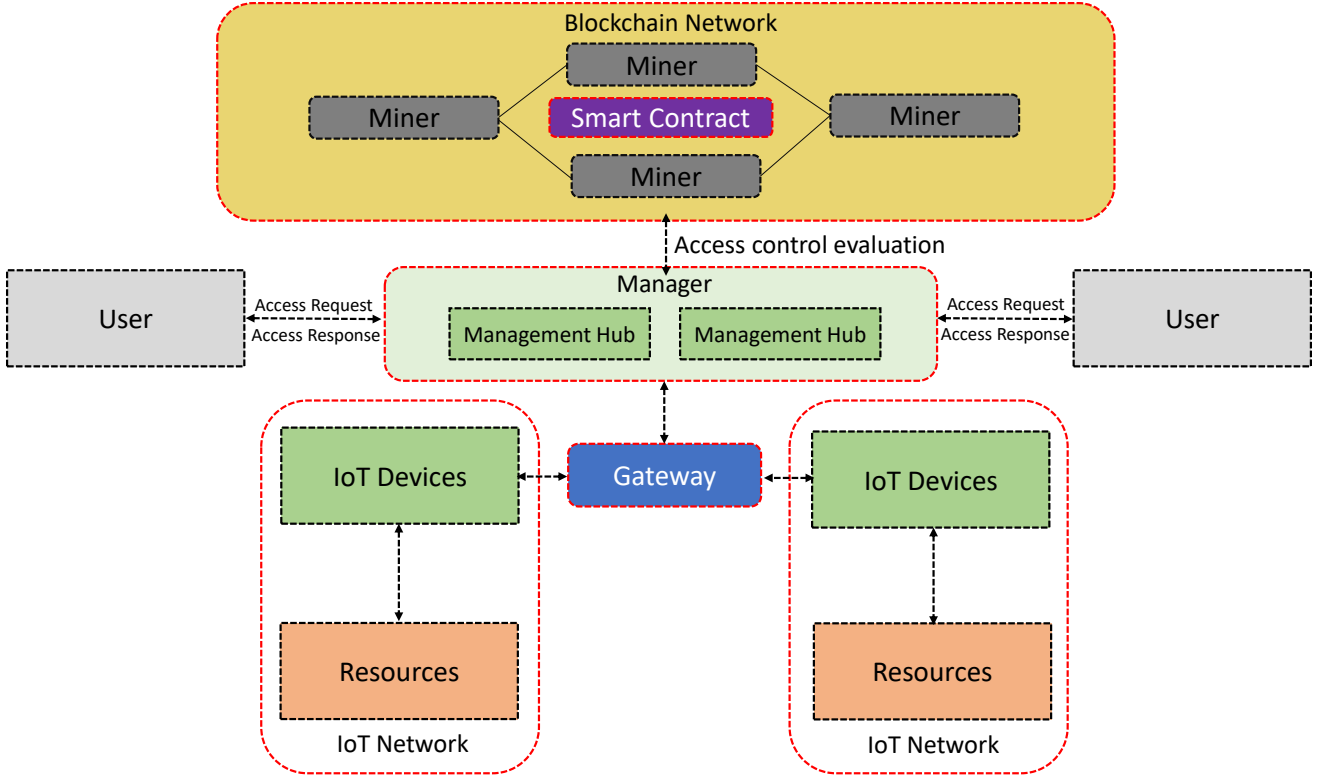 Blockchain Network
Miner
Miner
Smart Contract
Miner
Miner
Access control evaluation
User
Access Request
Access Response
Manager
Management Hub
Management Hub
Access Request
Access Response
User
IoT Devices
Gateway
IoT Devices
Resources
Resources
IoT Network
IoT Network